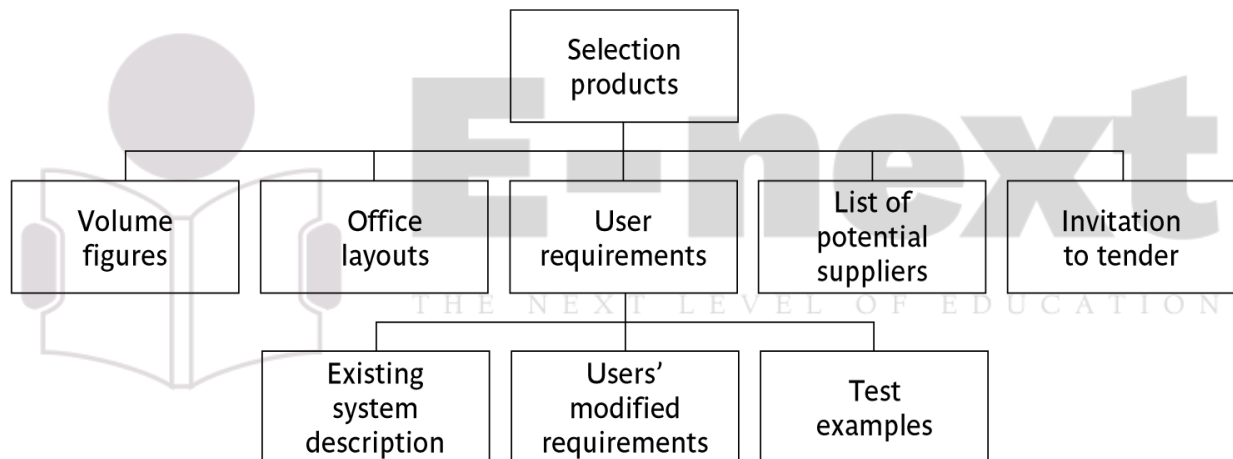 Selection
products
E-next
Volume
figures
Office
layouts
User
requirements
List of
potential
suppliers
Invitation
to tender
THE NEXT LEVEL OF EDUCATION
Existing
system
description
Users'
modified
requirements
Test
examples